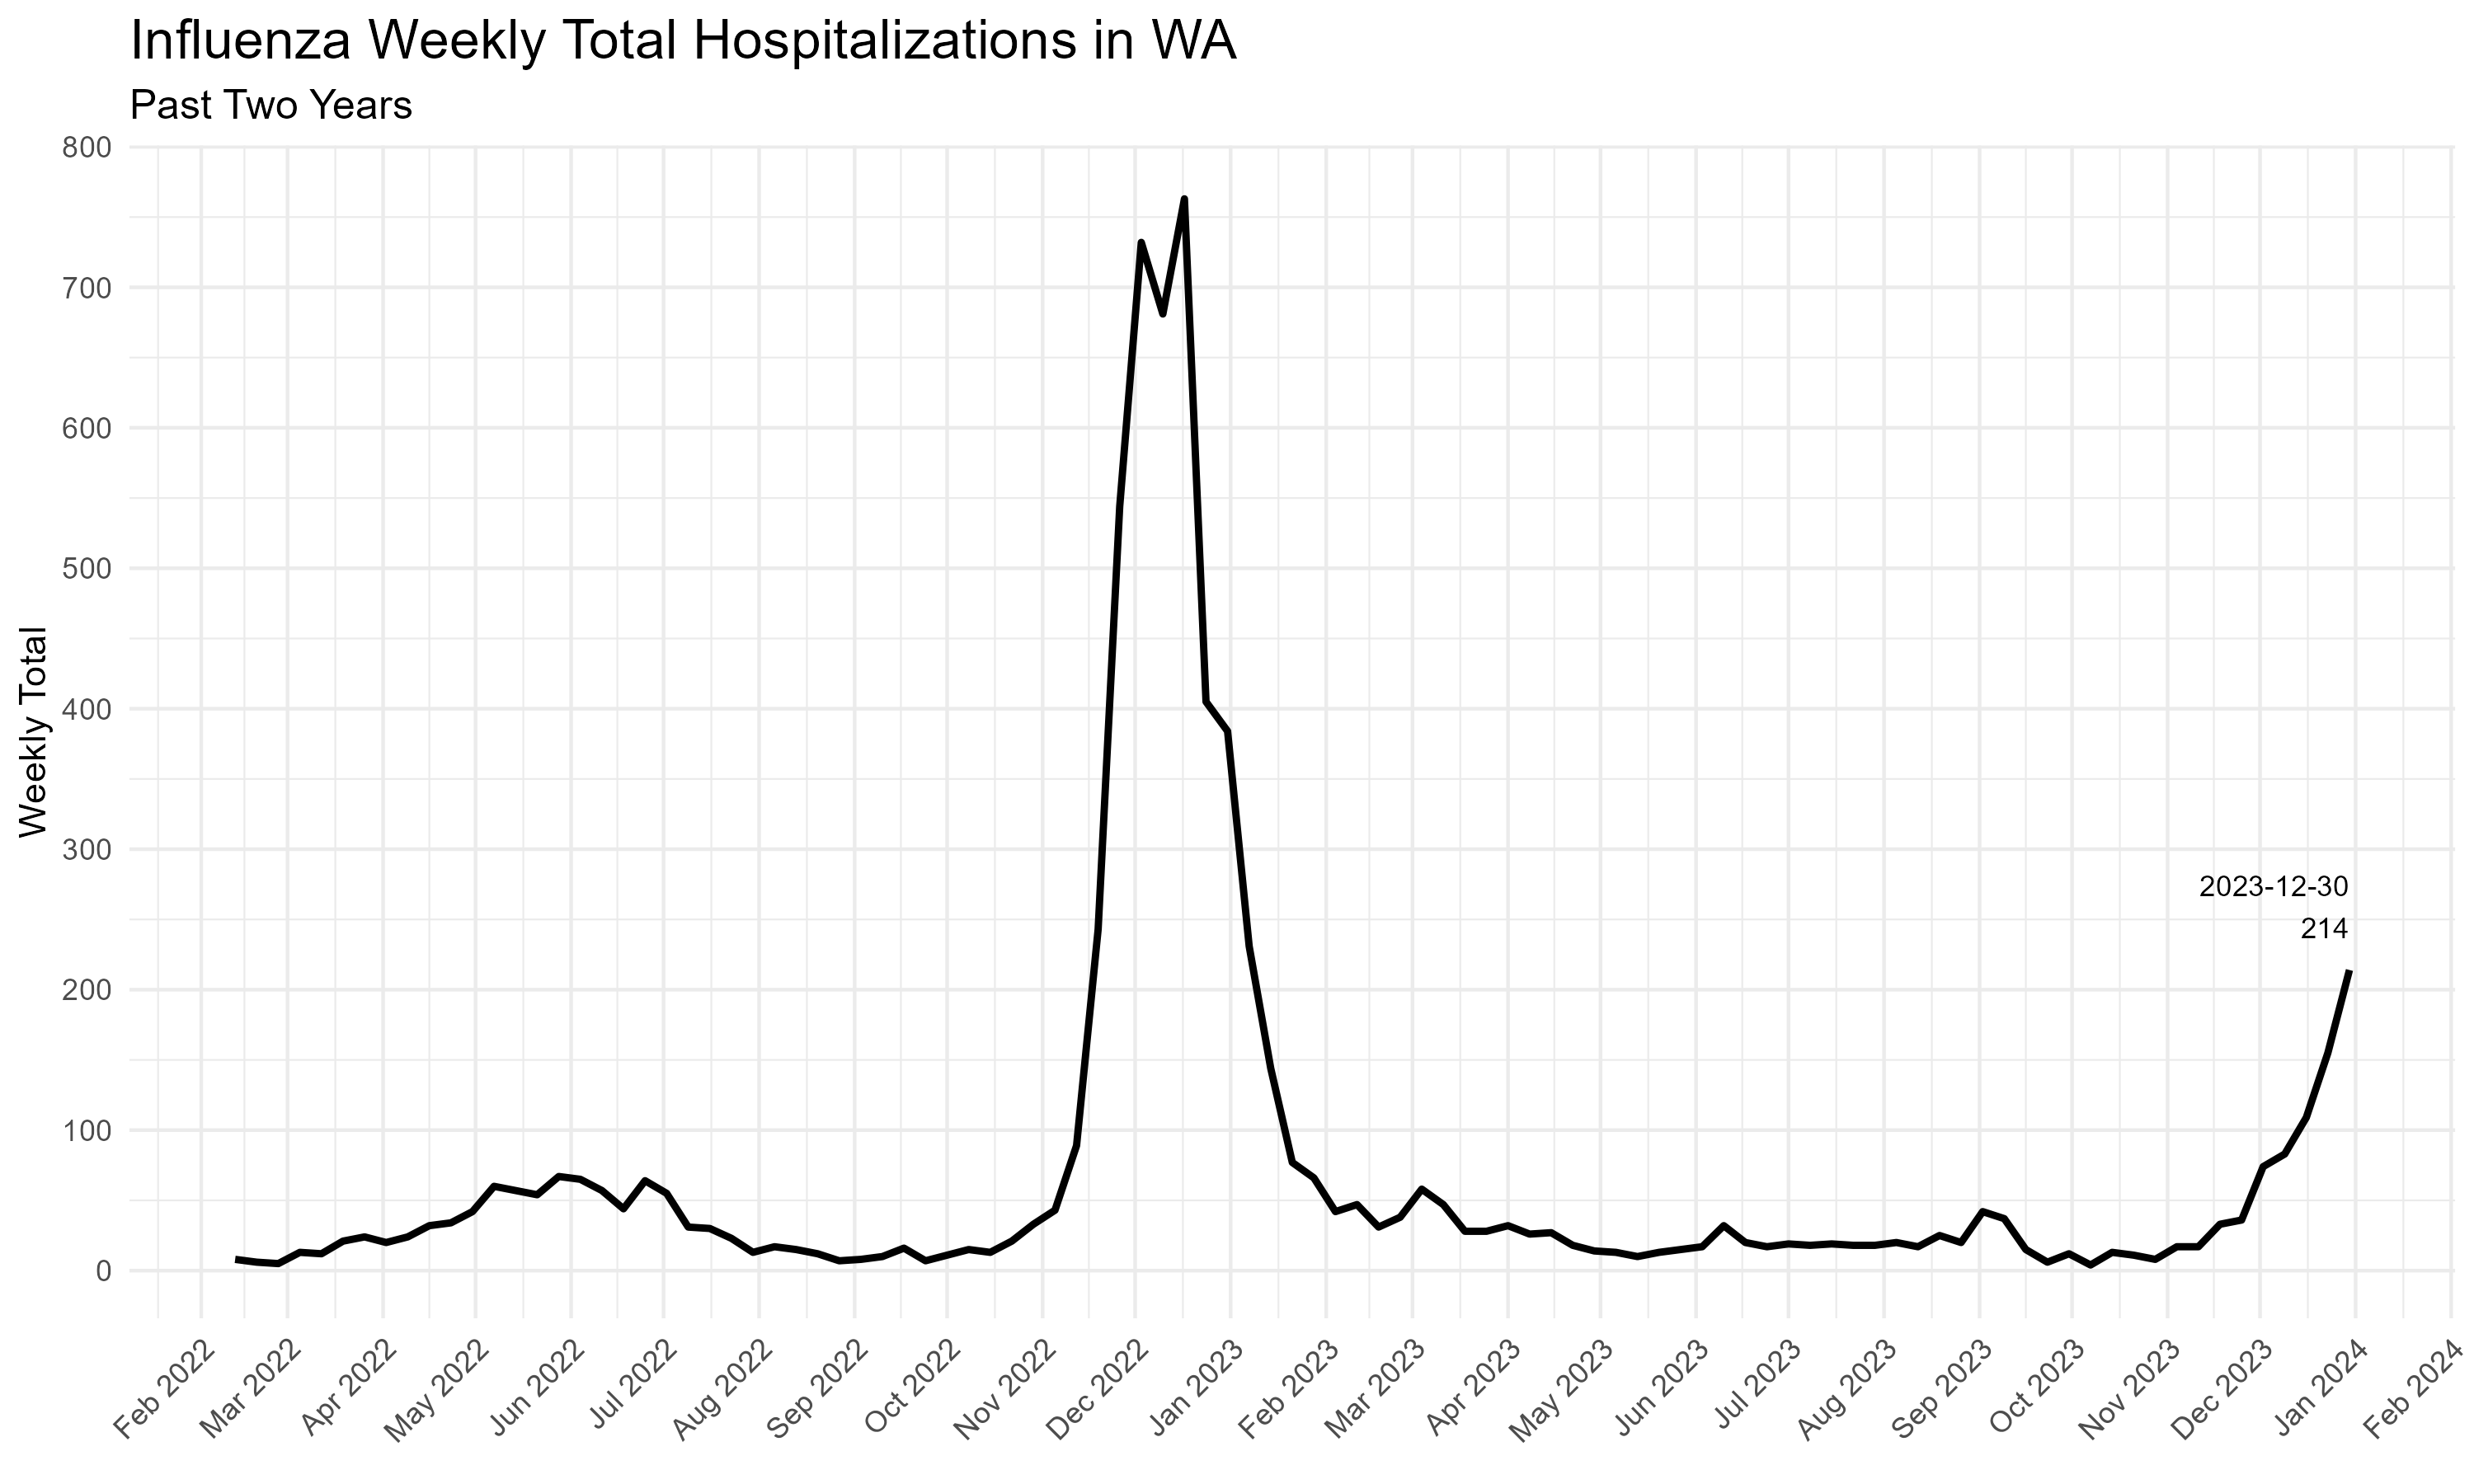 Influenza Weekly Total Hospitalizations in WA
Past Two Years
Weekly Total
800
700
600
500
400
300
200
100
0
2023-12-30
214
Feb 2022
Mar 2022
Apr 2022
May 2022
Jun 2022
Jul 2022
Aug 2022
Sep 2022
Oct 2022
Nov 2022
Dec 2022
Jan 2023
Feb 2023
Mar 2023
Apr 2023
May 2023
Jun 2023
Jul 2023
Aug 2023
Sep 2023
Oct 2023
Nov 2023
Dec 2023
Jan 2024
Feb 2024